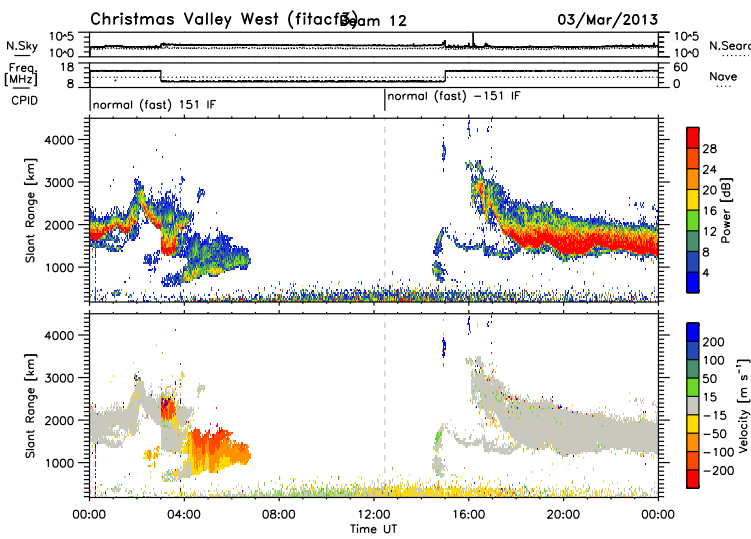 Christmas Valley West (fitacf3) Beam 12 03/Mar/2013
N.Sky 10^5 10^0 10^5 10^0 N.Searc
Freq. [MHz] 18 8 60 0 Nave
CPID normal (fast) 151 IF normal (fast) -151 IF
Slant Range [km]
4000
3000
2000
1000
Power [dB]
28
24
20
16
12
8
4
Slant Range [km]
4000
3000
2000
1000
Velocity [m s⁻¹]
200
100
50
15
-15
-50
-100
-200
00:00 04:00 08:00 12:00 16:00 20:00 00:00
Time UT